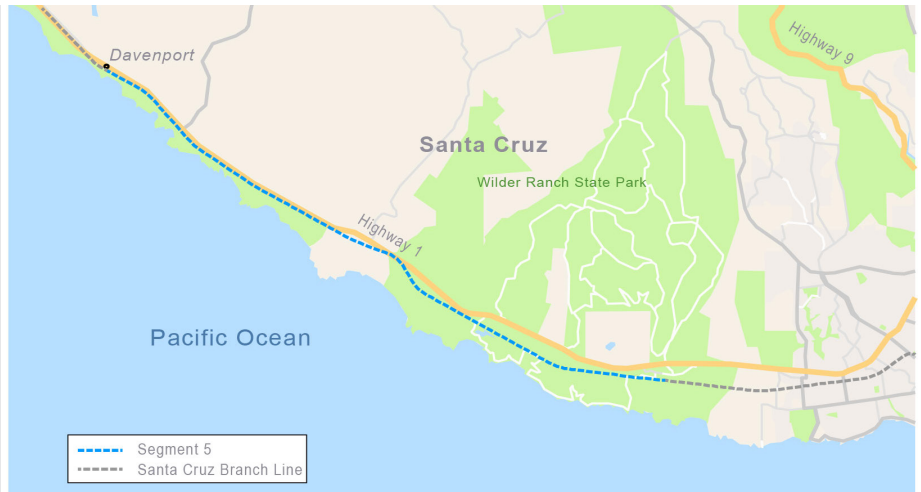 Davenport
Highway 9
Santa Cruz
Wilder Ranch State Park
Highway 1
Pacific Ocean
Segment 5
Santa Cruz Branch Line